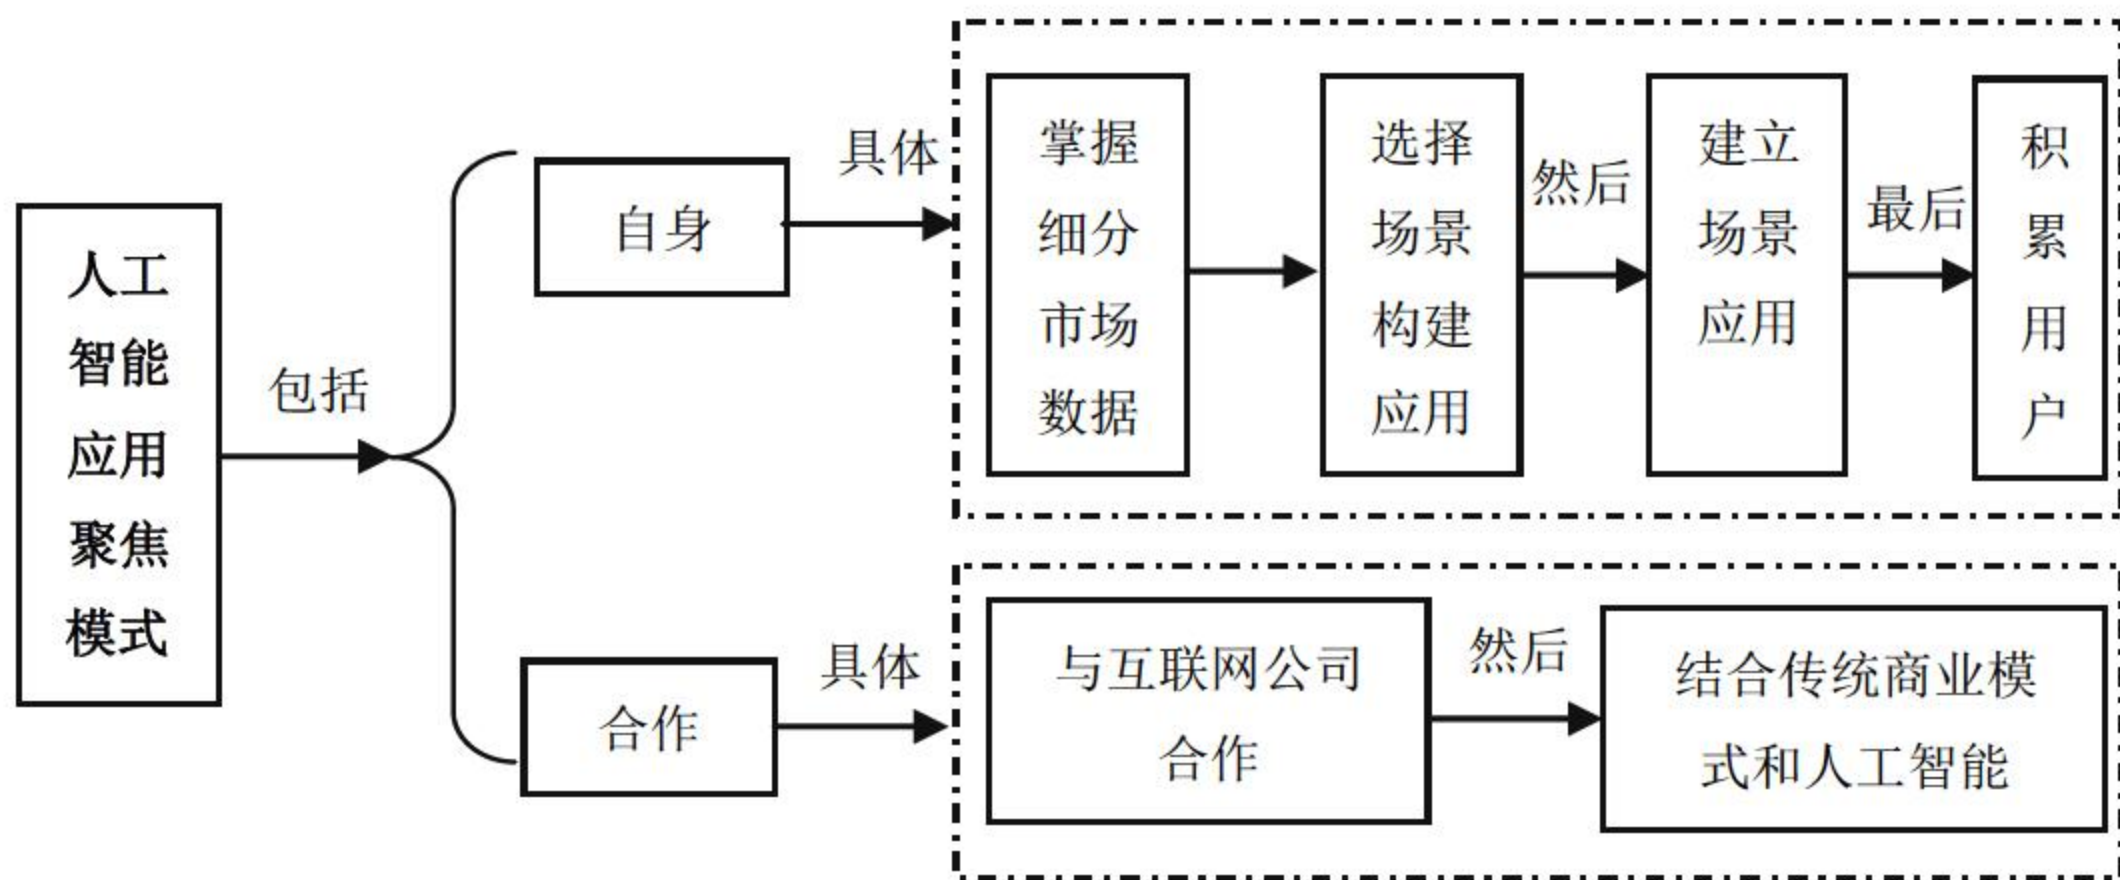 人工
智能
应用
聚焦
模式
包括
自身
具体
掌握
细分
市场
数据
选择
场景
构建
应用
然后
建立
场景
应用
最后
积
累
用
户
合作
具体
与互联网公司
合作
然后
结合传统商业模
式和人工智能